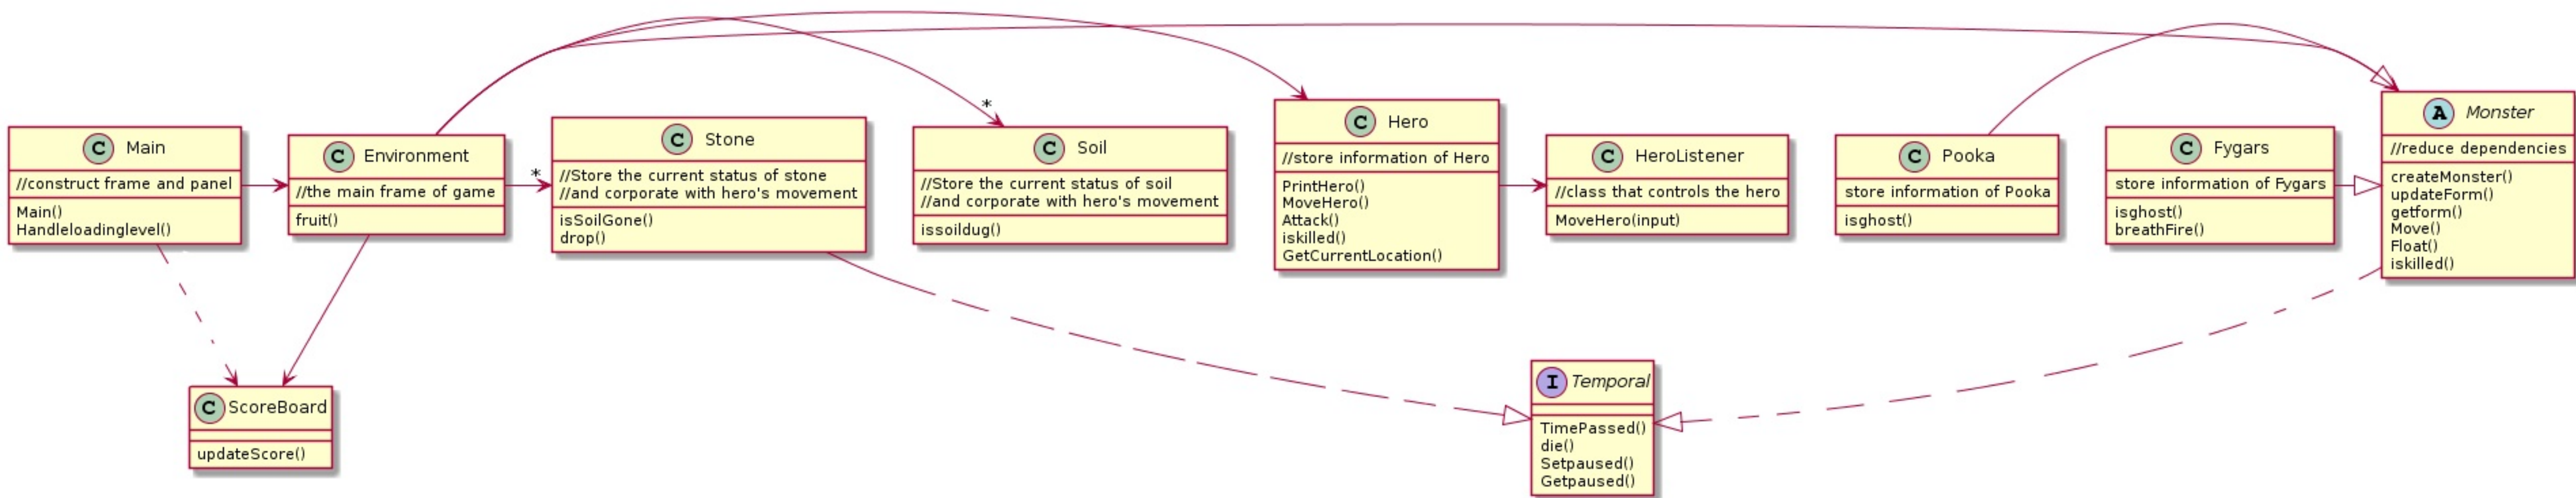 C Main
//construct frame and panel
Main()
Handleloadinglevel()
C Environment
//the main frame of game
fruit()
*
C Stone
//Store the current status of stone
//and corporate with hero's movement
isSoilGone()
drop()
*
C Soil
//Store the current status of soil
//and corporate with hero's movement
issoildug()
C Hero
//store information of Hero
PrintHero()
MoveHero()
Attack()
iskilled()
GetCurrentLocation()
C HeroListener
//class that controls the hero
MoveHero(input)
C Pooka
store information of Pooka
isghost()
C Fygars
store information of Fygars
isghost()
breathFire()
A Monster
//reduce dependencies
createMonster()
updateForm()
getform()
Move()
Float()
iskilled()
C ScoreBoard
updateScore()
I Temporal
TimePassed()
die()
Setpaused()
Getpaused()